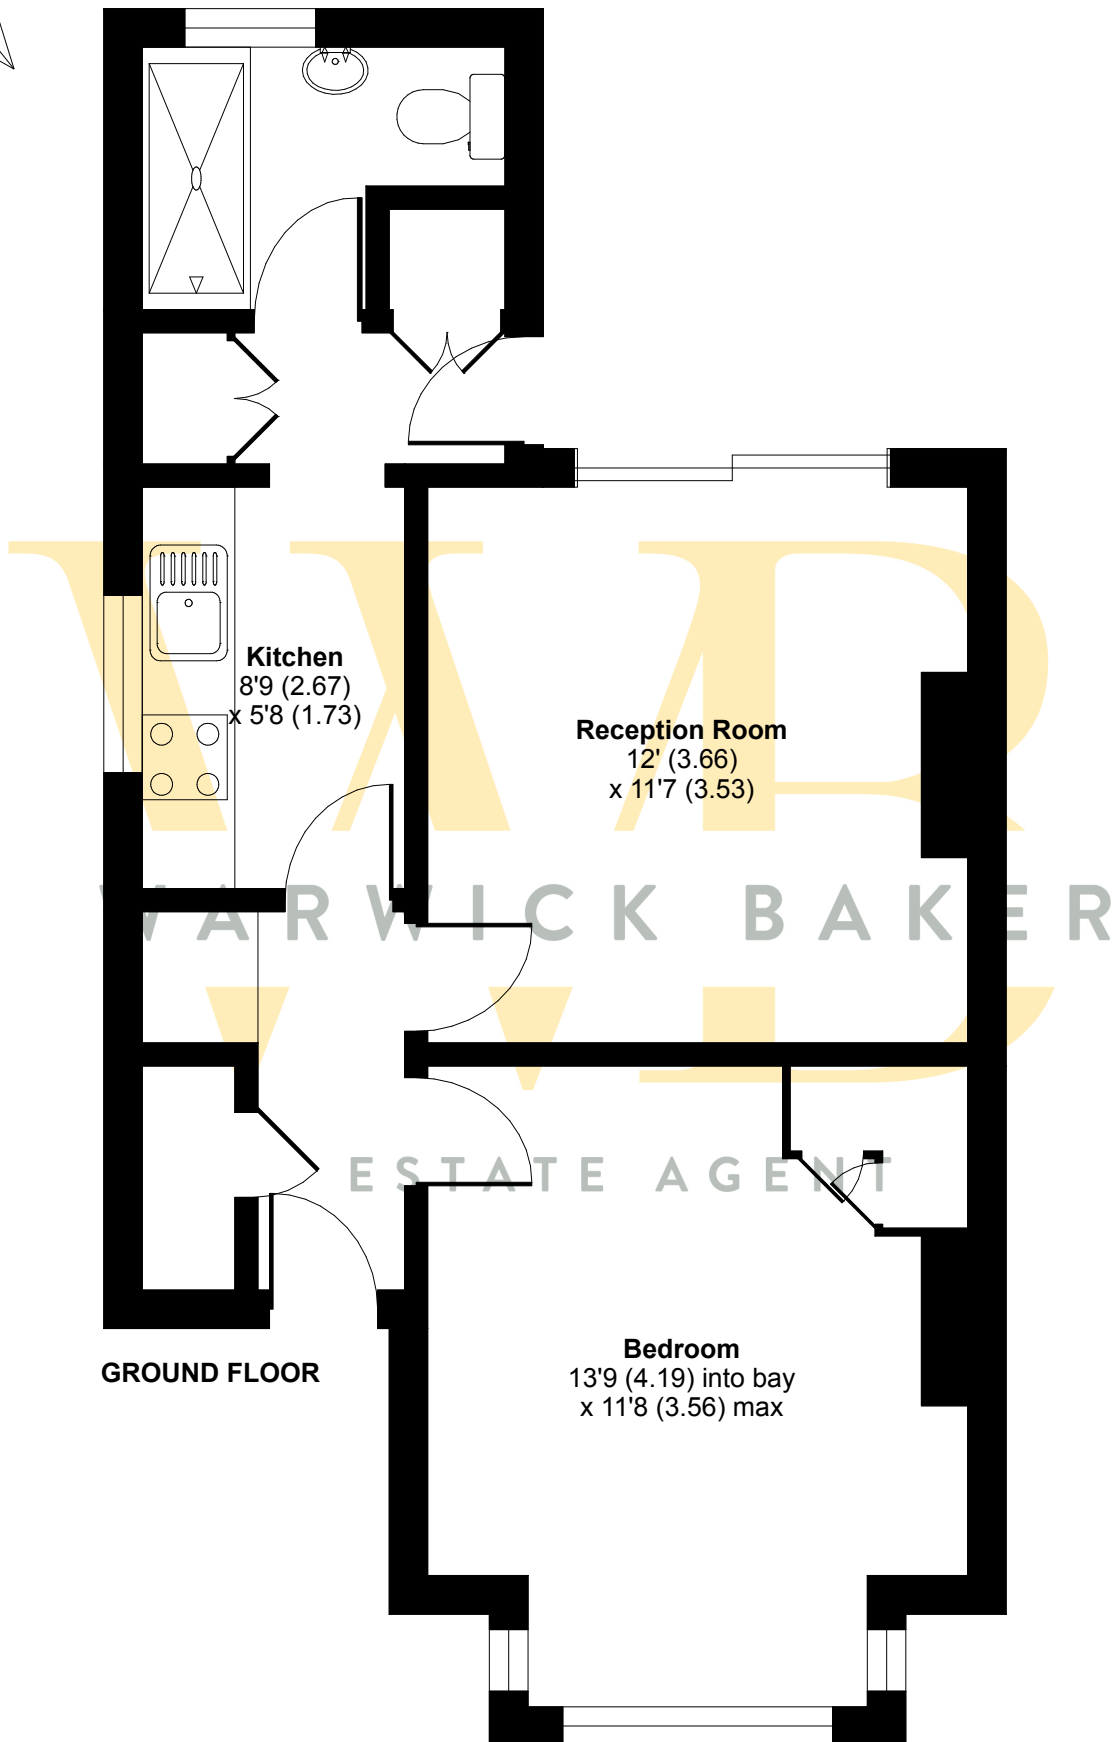 Kitchen
8'9 (2.67)
x 5'8 (1.73)
Reception Room
12' (3.66)
x 11'7 (3.53)
WB
WARWICK BAKER
ESTATE AGENT
Bedroom
13'9 (4.19) into bay
x 11'8 (3.56) max
GROUND FLOOR